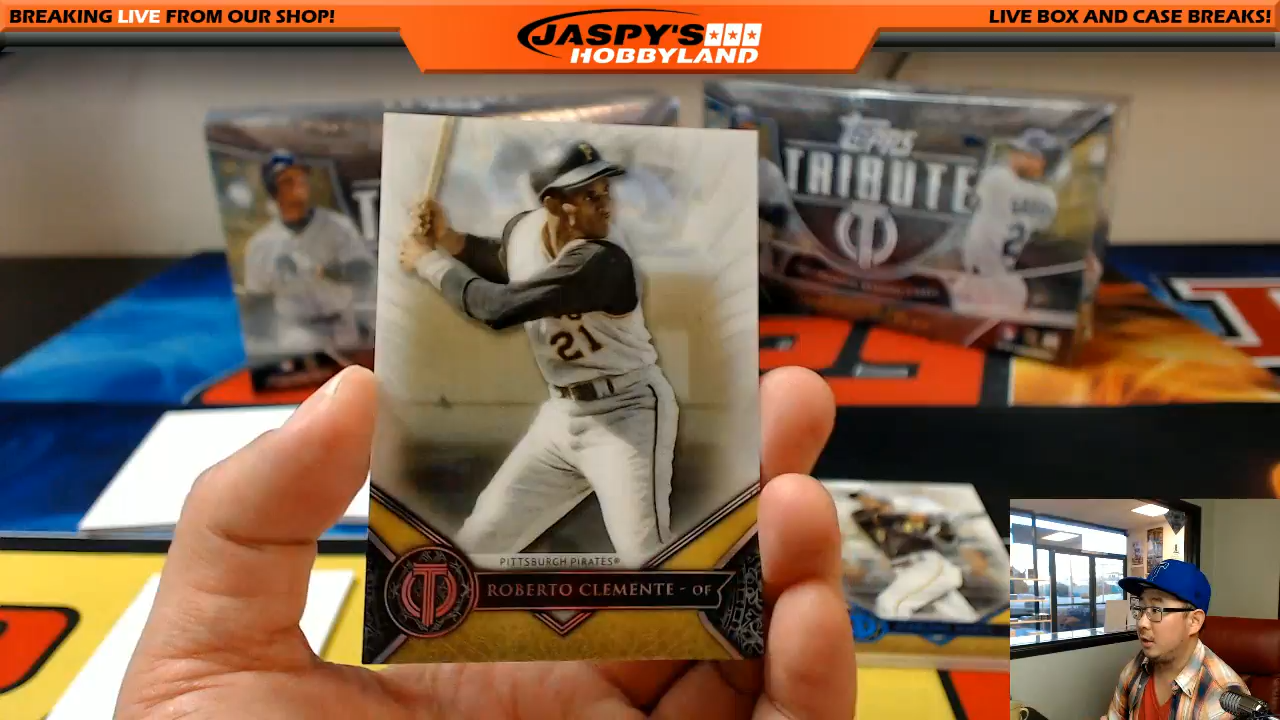 BREAKING LIVE FROM OUR SHOP!
JASPY'S
HOBBYLAND
LIVE BOX AND CASE BREAKS!
TOPPS
TRIBUTE
T
P
21
2
PITTSBURGH PIRATES®
ROBERTO CLEMENTE - OF